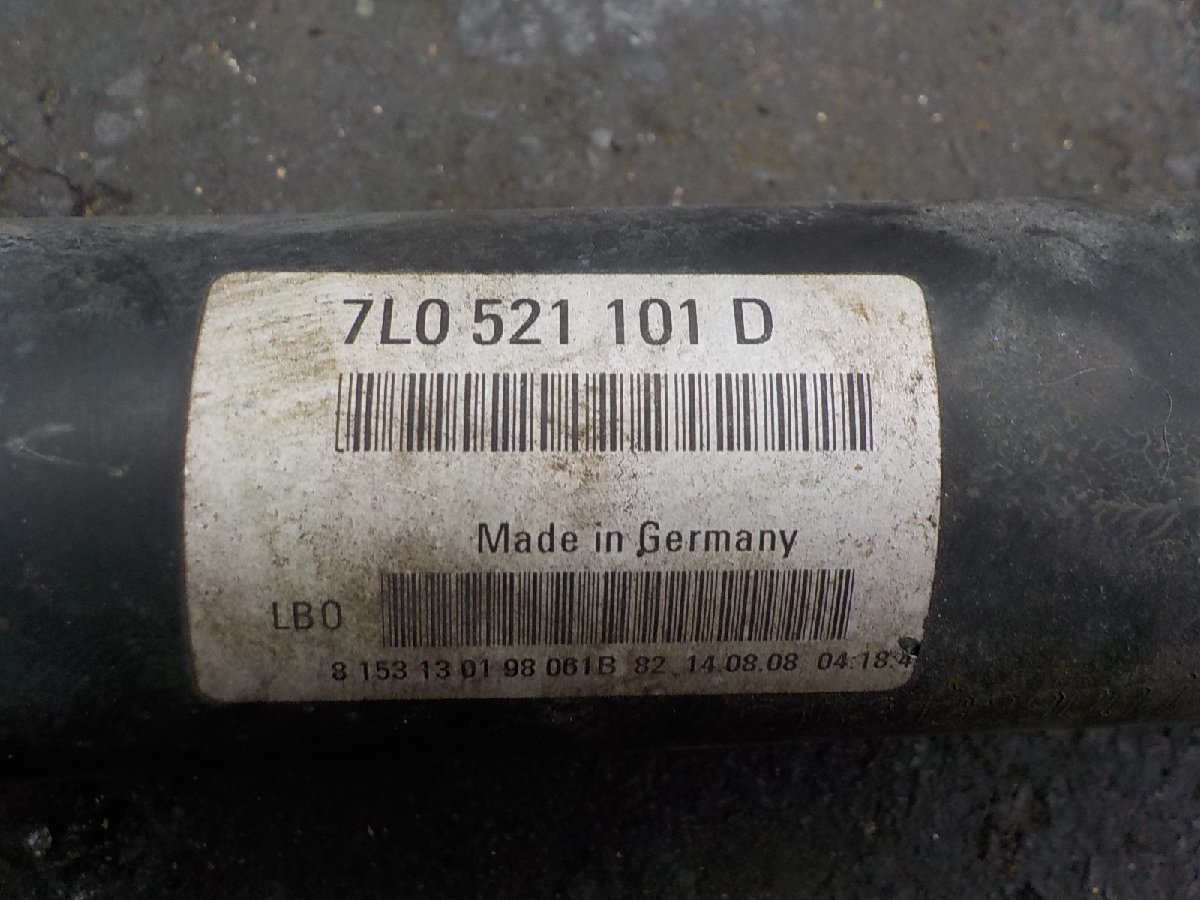 7L0 521 101 D
Made in Germany
LB0
8 153 13 01 98 061B 82 14.08.08 04:18:4